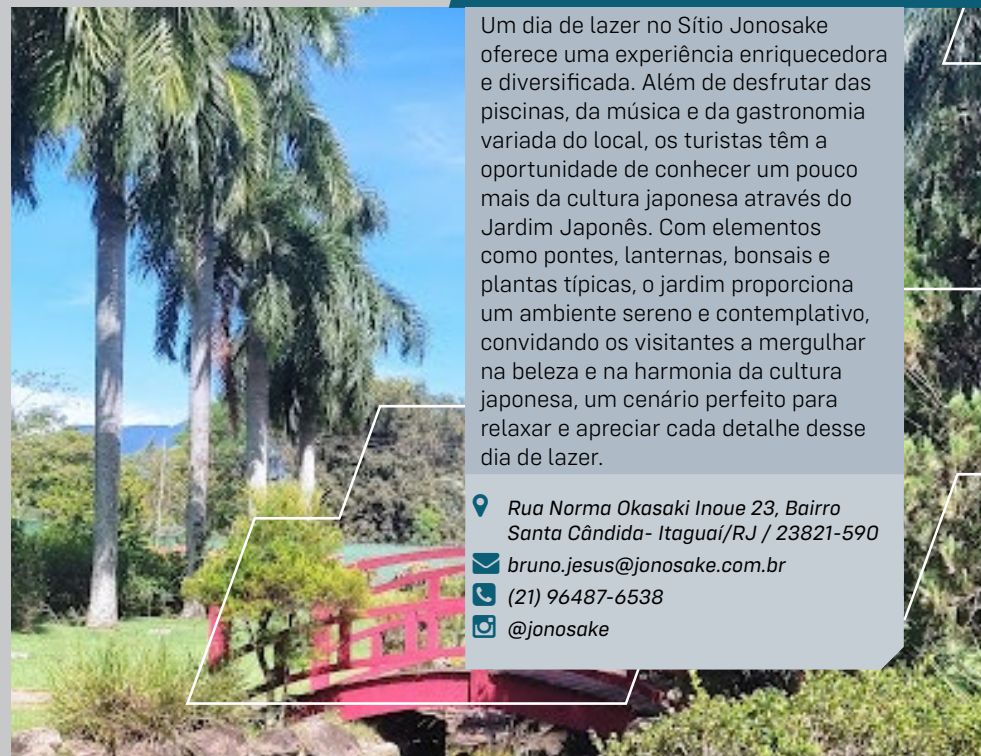 Um dia de lazer no Sítio Jonosake
oferece uma experiência enriquecedora
e diversificada. Além de desfrutar das
piscinas, da música e da gastronomia
variada do local, os turistas têm a
oportunidade de conhecer um pouco
mais da cultura japonesa através do
Jardim Japonês. Com elementos
como pontes, lanternas, bonsais e
plantas típicas, o jardim proporciona
um ambiente sereno e contemplativo,
convidando os visitantes a mergulhar
na beleza e na harmonia da cultura
japonesa, um cenário perfeito para
relaxar e apreciar cada detalhe desse
dia de lazer.
Rua Norma Okasaki Inoue 23, Bairro
Santa Cândida- Itaguaí/RJ / 23821-590
bruno.jesus@jonosake.com.br
(21) 96487-6538
@jonosake